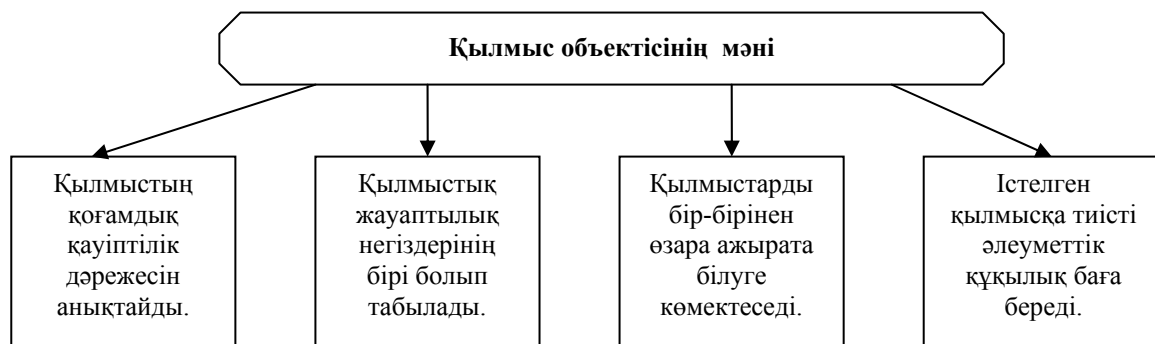 Қылмыс объектісінің мәні
Қылмыстың
қоғамдық
қауіптілік
дәрежесін
анықтайды.
Қылмыстық
жауаптылық
негіздерінің
бірі болып
табылады.
Қылмыстарды
бір-бірінен
өзара ажырата
білуге
көмектеседі.
Істелген
қылмысқа тиісті
әлеуметтік
құқылық баға
береді.